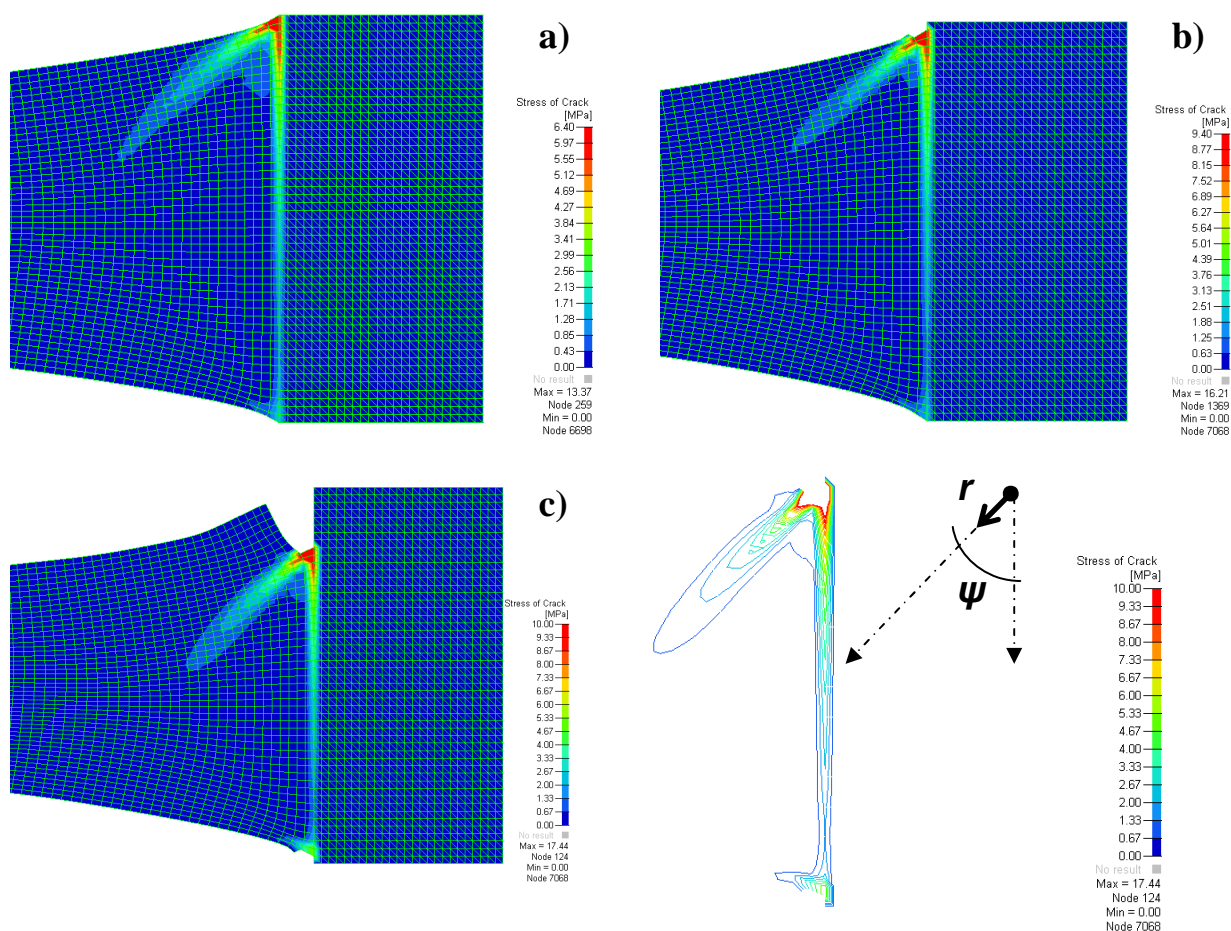 a)
Stress of Crack
[MPa]
6.40
5.97
5.55
5.12
4.69
4.27
3.84
3.41
2.99
2.56
2.13
1.71
1.28
0.85
0.43
0.00
No result
Max = 13.37
Node 259
Min = 0.00
Node 6698
b)
Stress of Crack
[MPa]
9.40
8.77
8.15
7.52
6.89
6.27
5.64
5.01
4.39
3.76
3.13
2.51
1.88
1.25
0.63
0.00
No result
Max = 16.21
Node 1369
Min = 0.00
Node 7068
c)
Stress of Crack
[MPa]
10.00
9.33
8.67
8.00
7.33
6.67
6.00
5.33
4.67
4.00
3.33
2.67
2.00
1.33
0.67
0.00
No result
Max = 17.44
Node 124
Min = 0.00
Node 7068
r
ψ
Stress of Crack
[MPa]
10.00
9.33
8.67
8.00
7.33
6.67
6.00
5.33
4.67
4.00
3.33
2.67
2.00
1.33
0.67
0.00
No result
Max = 17.44
Node 124
Min = 0.00
Node 7068